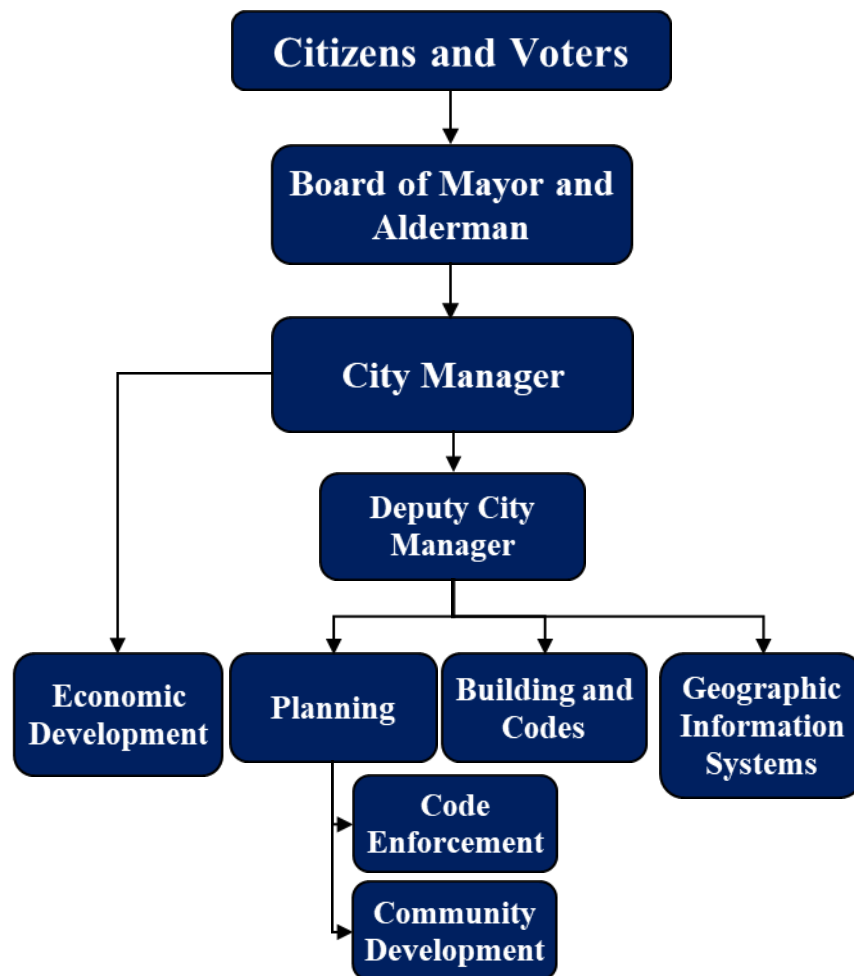 Citizens and Voters
Board of Mayor and
Alderman
City Manager
Deputy City
Manager
Economic
Development
Planning
Building and
Codes
Geographic
Information
Systems
Code
Enforcement
Community
Development